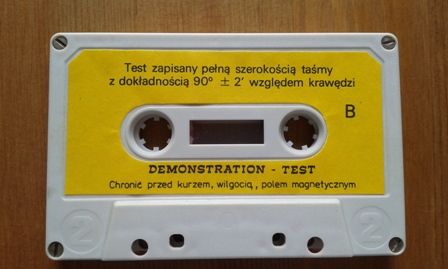 Test zapisany pełną szerokością taśmy
z dokładnością 90° ± 2' względem krawędzi
B
DEMONSTRATION - TEST
Chronić przed kurzem, wilgocią, polem magnetycznym
2 2